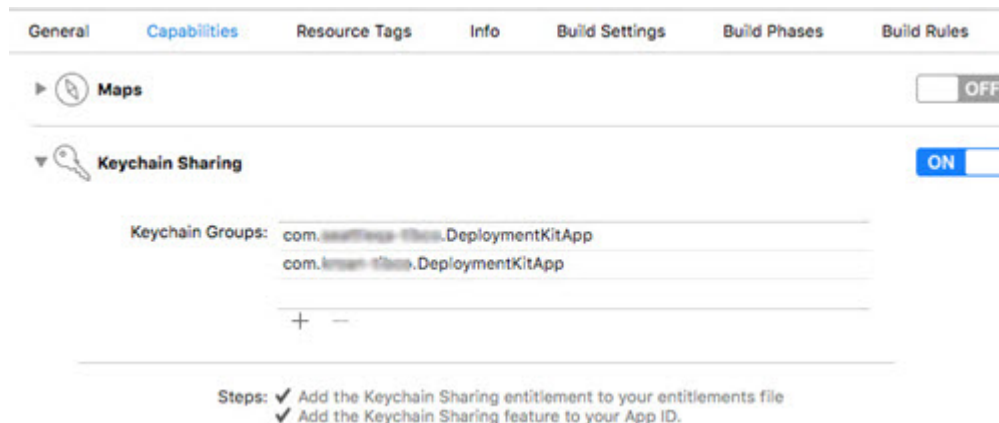 General Capabilities Resource Tags Info Build Settings Build Phases Build Rules
Maps OFF
Keychain Sharing ON
Keychain Groups: com. .DeploymentKitApp
com. .DeploymentKitApp
+ −
Steps: ✓ Add the Keychain Sharing entitlement to your entitlements file
✓ Add the Keychain Sharing feature to your App ID.